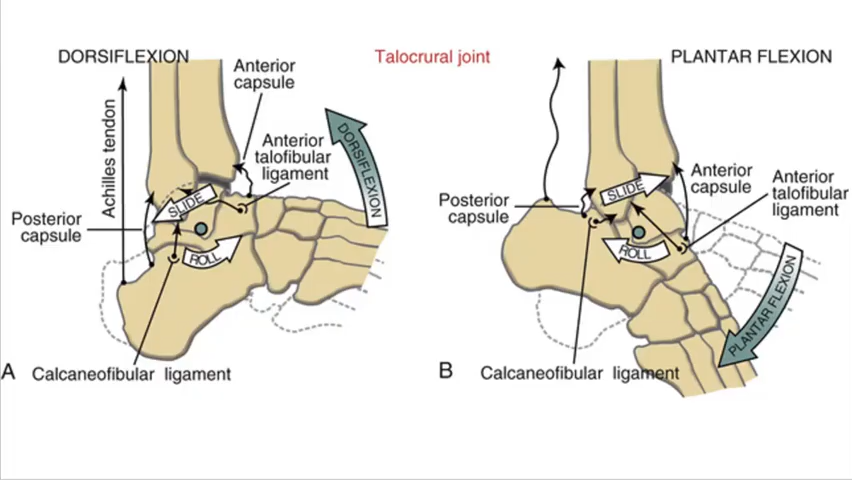 DORSIFLEXION
Talocrural joint
PLANTAR FLEXION
Anterior
capsule
Achilles tendon
Anterior
talofibular
ligament
DORSIFLEXION
SLIDE
Posterior
capsule
ROLL
A
Calcaneofibular ligament
SLIDE
Anterior
capsule
Anterior
talofibular
ligament
Posterior
capsule
ROLL
PLANTAR FLEXION
B
Calcaneofibular ligament